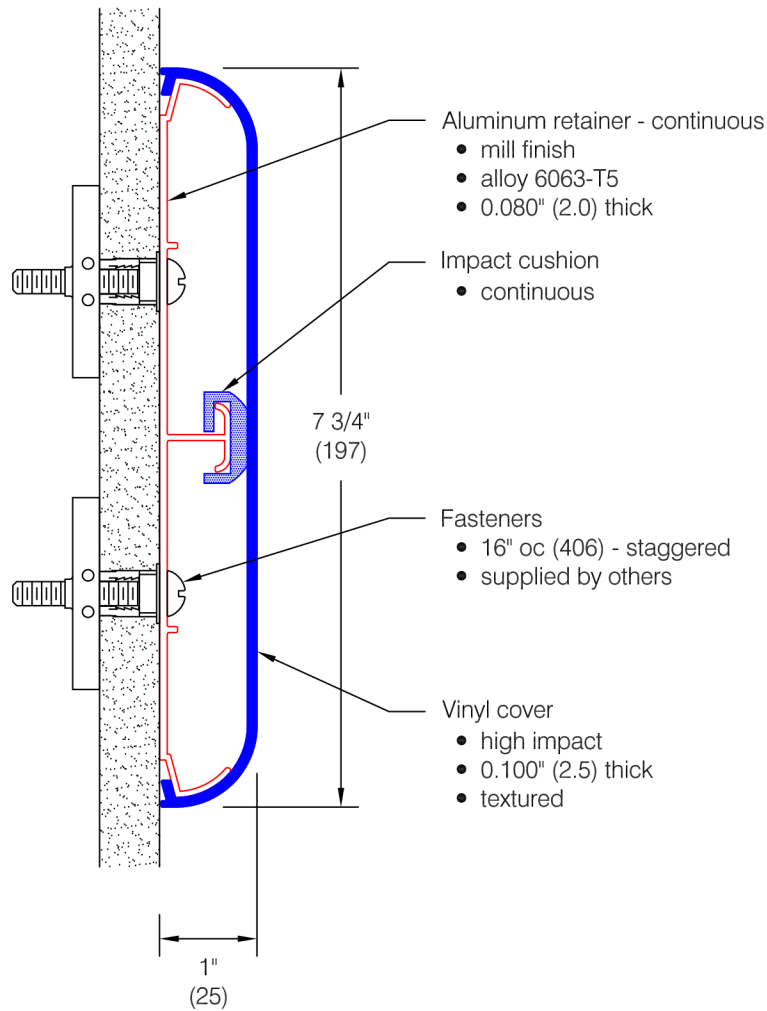 Aluminum retainer - continuous
• mill finish
• alloy 6063-T5
• 0.080" (2.0) thick
Impact cushion
• continuous
7 3/4"
(197)
Fasteners
• 16" oc (406) - staggered
• supplied by others
Vinyl cover
• high impact
• 0.100" (2.5) thick
• textured
1"
(25)